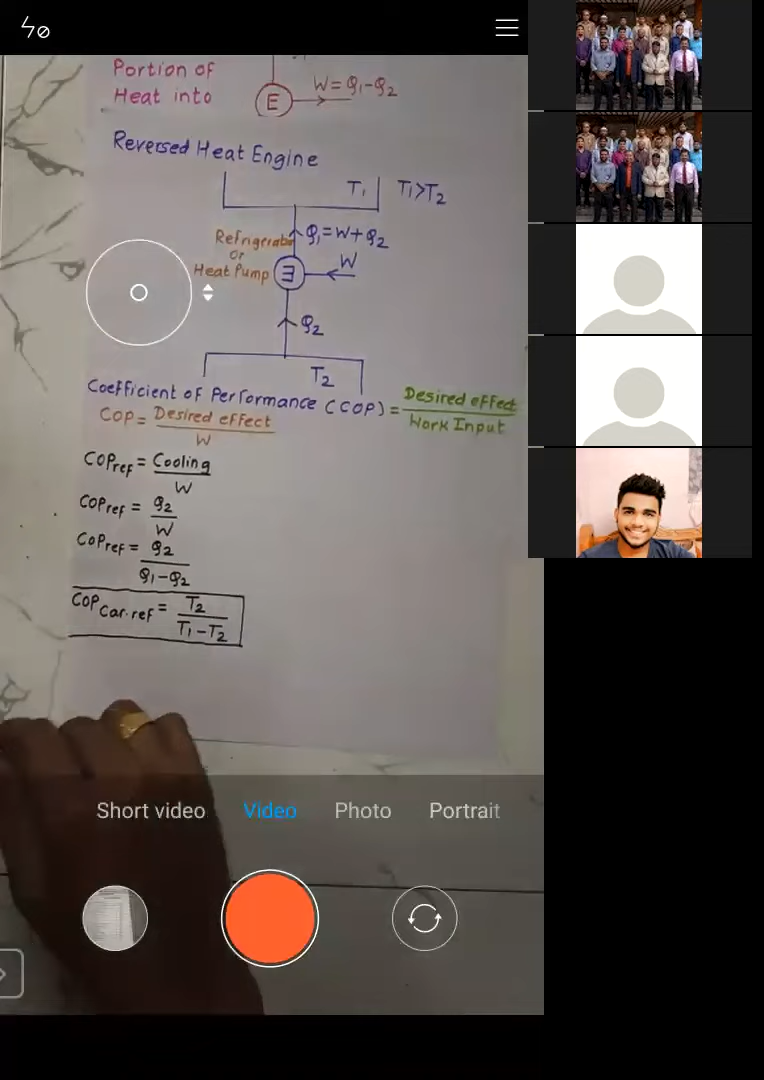 Portion of
Heat into
E
W = Q1-Q2
Reversed Heat Engine
T1
T1>T2
Refrigerator
or
Heat Pump
Q1 = W+Q2
E
W
Q2
T2
Coefficient of Performance (COP) = Desired effect
Work Input
COP = Desired effect
W
COPref = Cooling
W
COPref = Q2
W
COPref = Q2
Q1-Q2
COPCar.ref = T2
T1-T2
Short video Video Photo Portrait